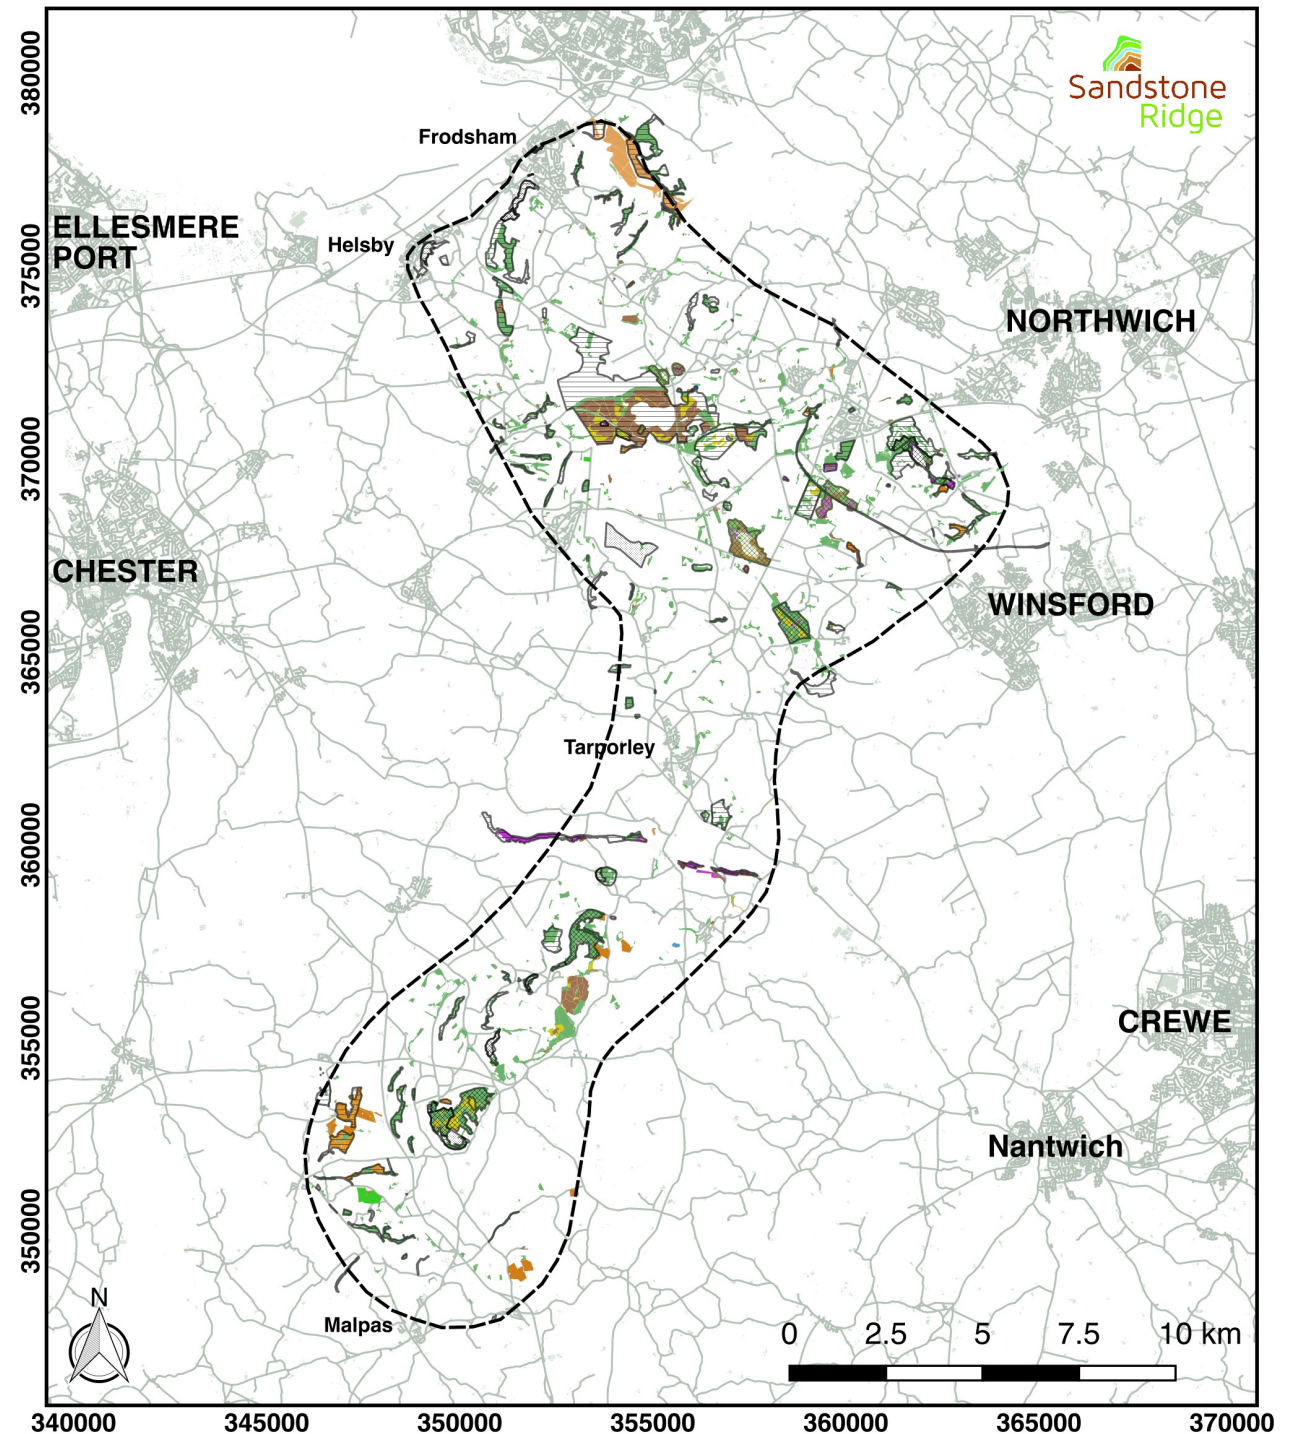 Sandstone
Ridge
380000
Frodsham
ELLESMERE
PORT
Helsby
375000
NORTHWICH
370000
CHESTER
WINSFORD
365000
Tarporley
360000
CREWE
355000
Nantwich
350000
N
Malpas
0 2.5 5 7.5 10 km
340000 345000 350000 355000 360000 365000 370000